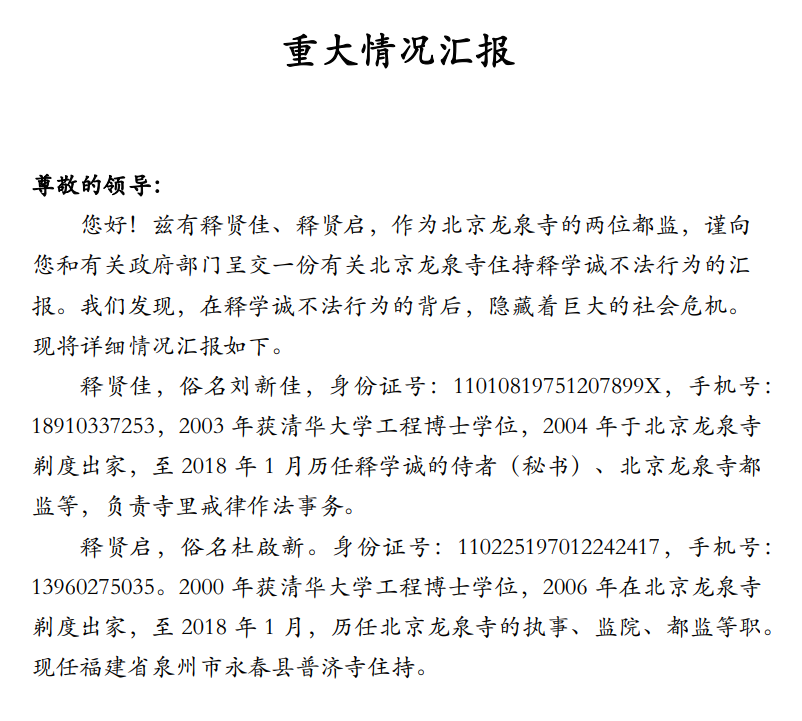 重大情况汇报
尊敬的领导：
您好！兹有释贤佳、释贤启，作为北京龙泉寺的两位都监，谨向
您和有关政府部门呈交一份有关北京龙泉寺住持释学诚不法行为的汇
报。我们发现，在释学诚不法行为的背后，隐藏着巨大的社会危机。
现将详细情况汇报如下。
释贤佳，俗名刘新佳，身份证号：11010819751207899X，手机号：
18910337253，2003 年获清华大学工程博士学位，2004 年于北京龙泉寺
剃度出家，至 2018 年 1 月历任释学诚的侍者（秘书）、北京龙泉寺都
监等，负责寺里戒律作法事务。
释贤启，俗名杜啟新。身份证号：110225197012242417，手机号：
13960275035。2000 年获清华大学工程博士学位，2006 年在北京龙泉寺
剃度出家，至 2018 年 1 月，历任北京龙泉寺的执事、监院、都监等职。
现任福建省泉州市永春县普济寺住持。